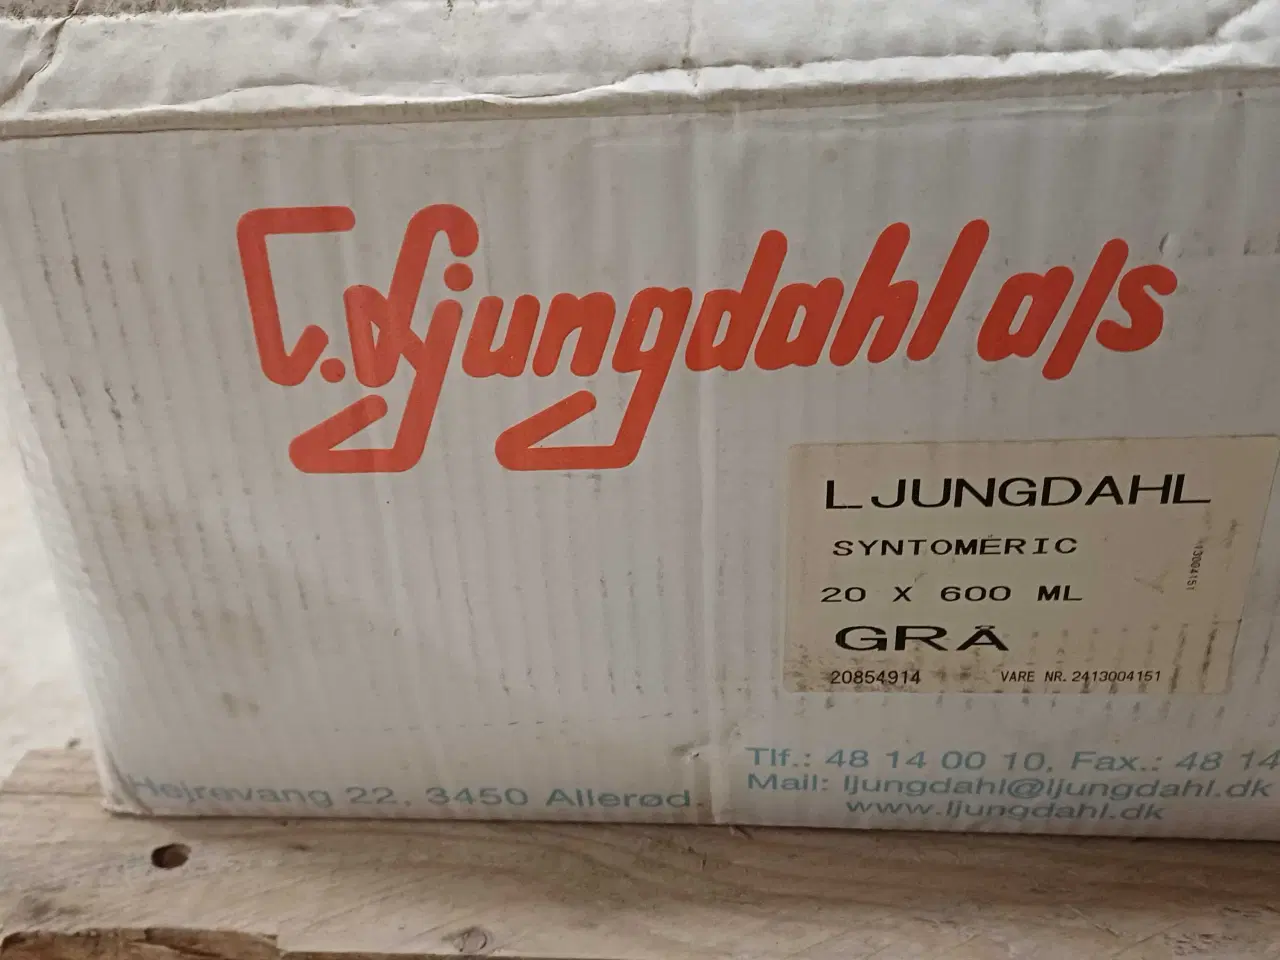 C. Ljungdahl a/s
LJUNGDAHL
SYNTOMERIC
20 X 600 ML
GRÅ
20854914 VARE NR. 2413004151
13004151
Tlf.: 48 14 00 10, Fax.: 48 14
Mail: ljungdahl@ljungdahl.dk
www.ljungdahl.dk
Hejrevang 22, 3450 Allerød